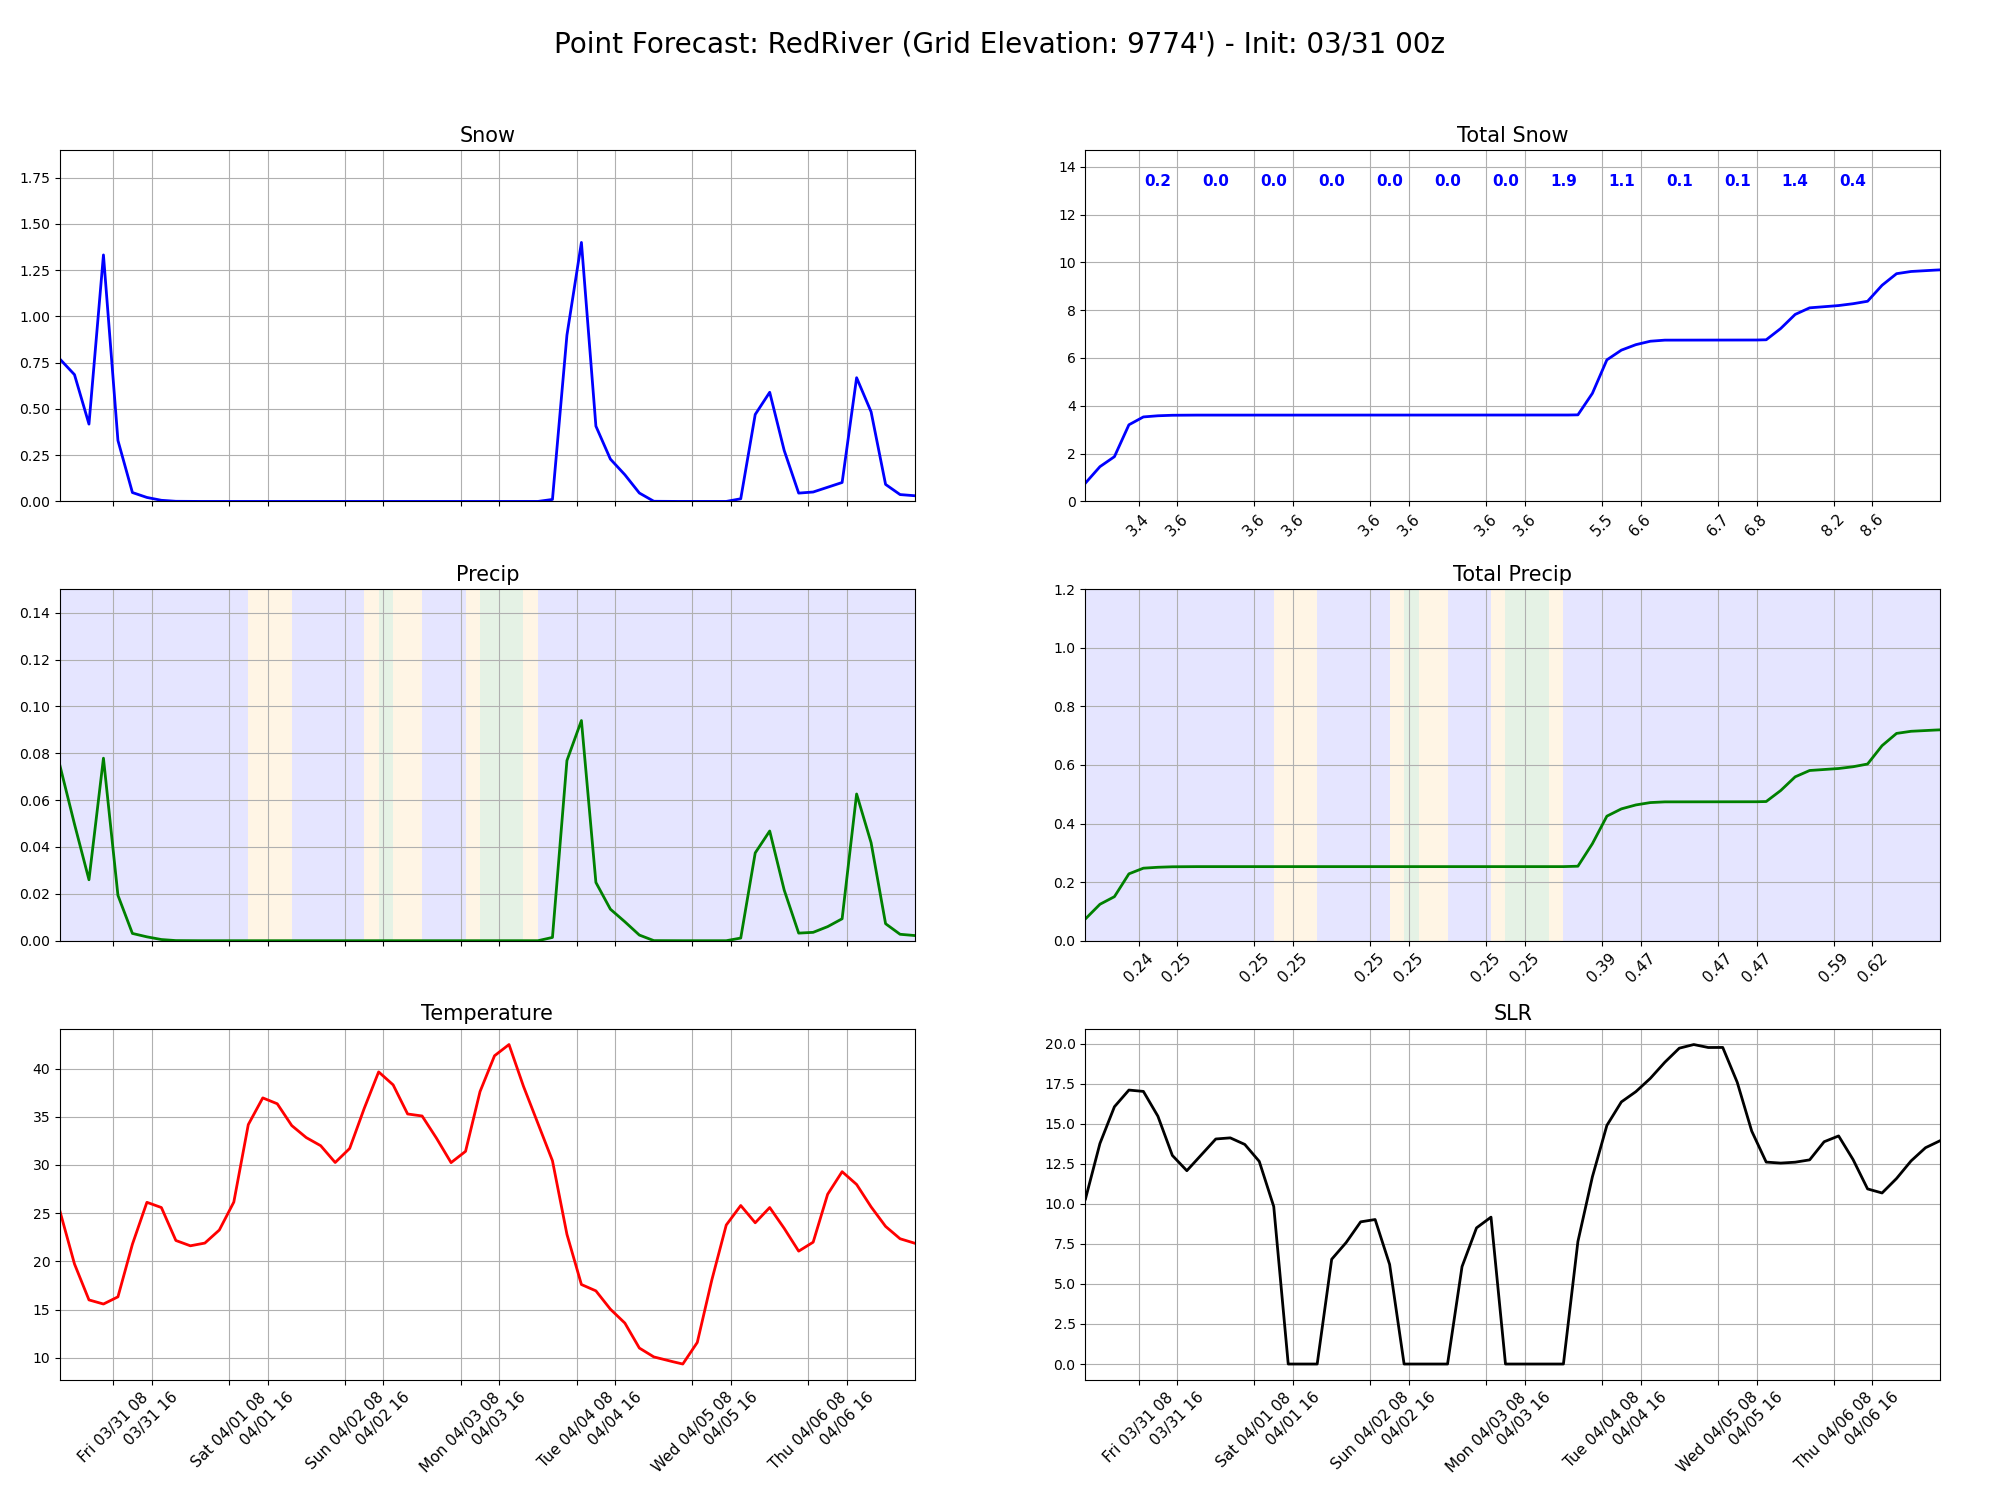 Point Forecast: RedRiver (Grid Elevation: 9774') - Init: 03/31 00z
Snow
1.75
1.50
1.25
1.00
0.75
0.50
0.25
0.00
Total Snow
14
12
10
8
6
4
2
0
0.2 0.0 0.0 0.0 0.0 0.0 0.0 1.9 1.1 0.1 0.1 1.4 0.4
3.4 3.6 3.6 3.6 3.6 3.6 3.6 3.6 5.5 6.6 6.7 6.8 8.2 8.6
Precip
0.14
0.12
0.10
0.08
0.06
0.04
0.02
0.00
Total Precip
1.2
1.0
0.8
0.6
0.4
0.2
0.0
0.24 0.25 0.25 0.25 0.25 0.25 0.25 0.25 0.39 0.47 0.47 0.47 0.59 0.62
Temperature
40
35
30
25
20
15
10
Fri 03/31 08
03/31 16
Sat 04/01 08
04/01 16
Sun 04/02 08
04/02 16
Mon 04/03 08
04/03 16
Tue 04/04 08
04/04 16
Wed 04/05 08
04/05 16
Thu 04/06 08
04/06 16
SLR
20.0
17.5
15.0
12.5
10.0
7.5
5.0
2.5
0.0
Fri 03/31 08
03/31 16
Sat 04/01 08
04/01 16
Sun 04/02 08
04/02 16
Mon 04/03 08
04/03 16
Tue 04/04 08
04/04 16
Wed 04/05 08
04/05 16
Thu 04/06 08
04/06 16